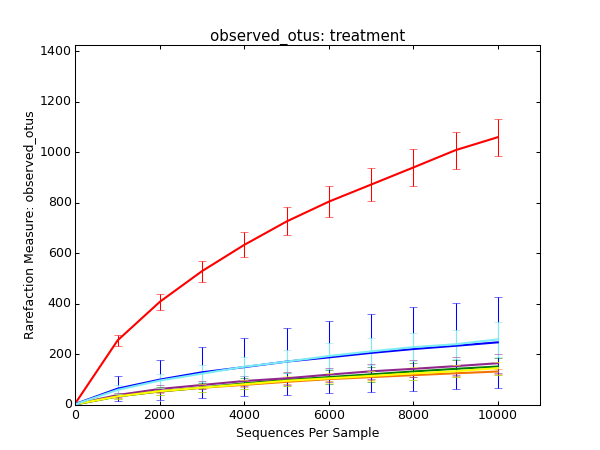 observed_otus: treatment
1400
1200
1000
800
600
400
200
0
Rarefaction Measure: observed_otus
0 2000 4000 6000 8000 10000
Sequences Per Sample